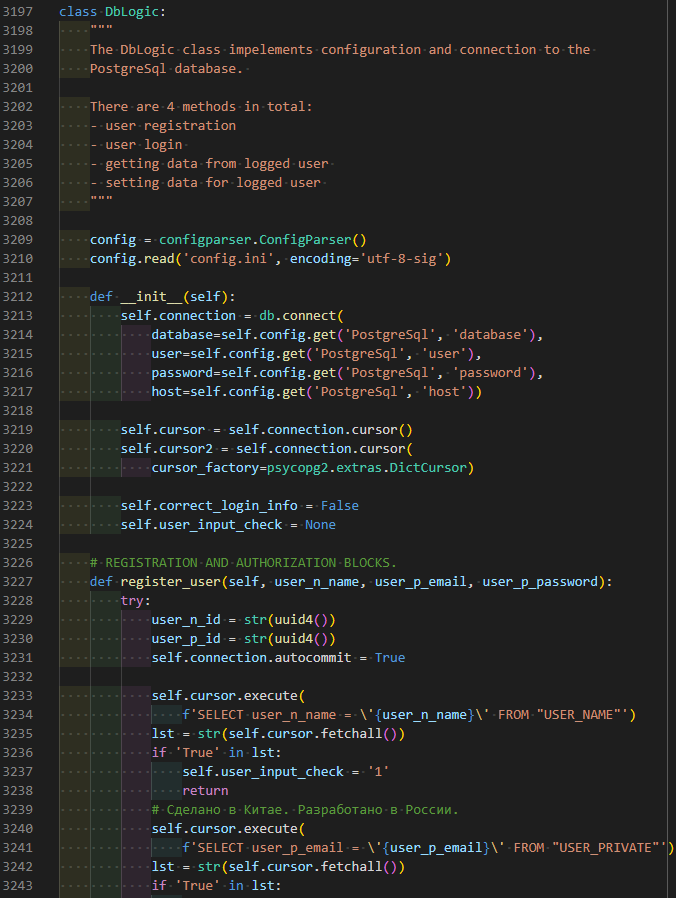 3197 class DbLogic:
3198 """
3199 The DbLogic class impelements configuration and connection to the
3200 PostgreSql database.
3201
3202 There are 4 methods in total:
3203 - user registration
3204 - user login
3205 - getting data from logged user
3206 - setting data for logged user
3207 """
3208
3209 config = configparser.ConfigParser()
3210 config.read('config.ini', encoding='utf-8-sig')
3211
3212 def __init__(self):
3213 self.connection = db.connect(
3214 database=self.config.get('PostgreSql', 'database'),
3215 user=self.config.get('PostgreSql', 'user'),
3216 password=self.config.get('PostgreSql', 'password'),
3217 host=self.config.get('PostgreSql', 'host'))
3218
3219 self.cursor = self.connection.cursor()
3220 self.cursor2 = self.connection.cursor(
3221 cursor_factory=psycopg2.extras.DictCursor)
3222
3223 self.correct_login_info = False
3224 self.user_input_check = None
3225
3226 # REGISTRATION AND AUTHORIZATION BLOCKS.
3227 def register_user(self, user_n_name, user_p_email, user_p_password):
3228 try:
3229 user_n_id = str(uuid4())
3230 user_p_id = str(uuid4())
3231 self.connection.autocommit = True
3232
3233 self.cursor.execute(
3234 f'SELECT user_n_name = \'{user_n_name}\' FROM "USER_NAME"')
3235 lst = str(self.cursor.fetchall())
3236 if 'True' in lst:
3237 self.user_input_check = '1'
3238 return
3239 # Сделано в Китае. Разработано в России.
3240 self.cursor.execute(
3241 f'SELECT user_p_email = \'{user_p_email}\' FROM "USER_PRIVATE"')
3242 lst = str(self.cursor.fetchall())
3243 if 'True' in lst: